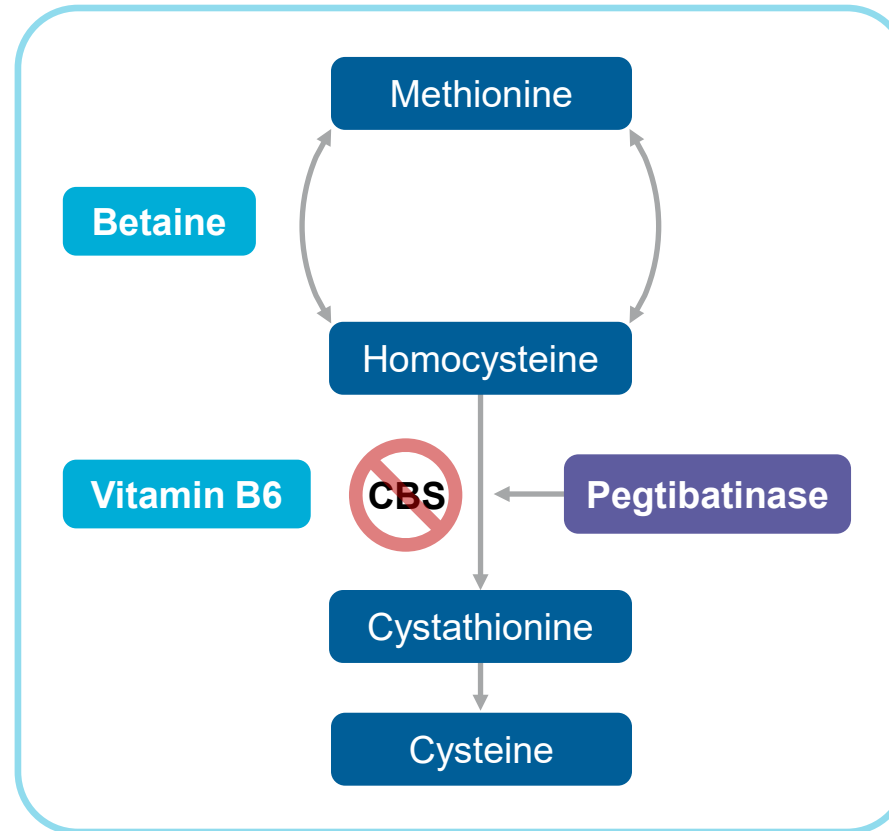 Methionine
Betaine
Homocysteine
Vitamin B6
CBS
Pegtibatinase
Cystathionine
Cysteine